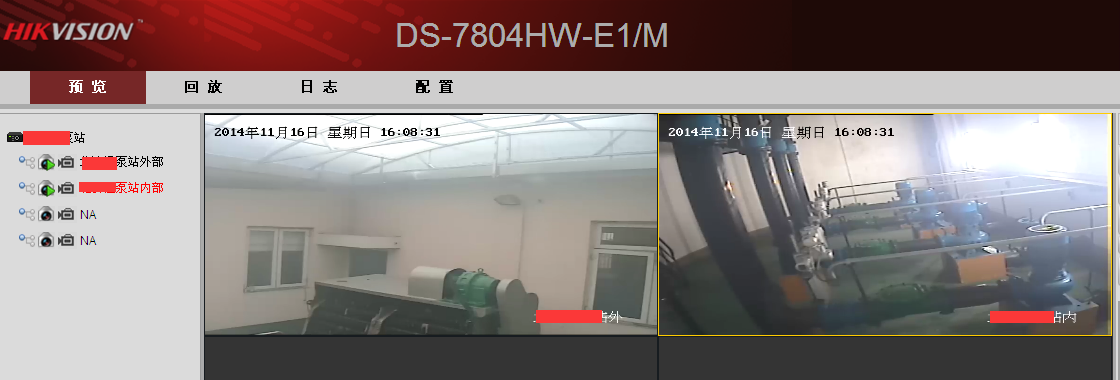 HIKVISION
DS-7804HW-E1/M
预览 回放 日志 配置
泵站
泵站外部
泵站内部
NA
NA
2014年11月16日 星期日 16:08:31
站外
2014年11月16日 星期日 16:08:31
站内